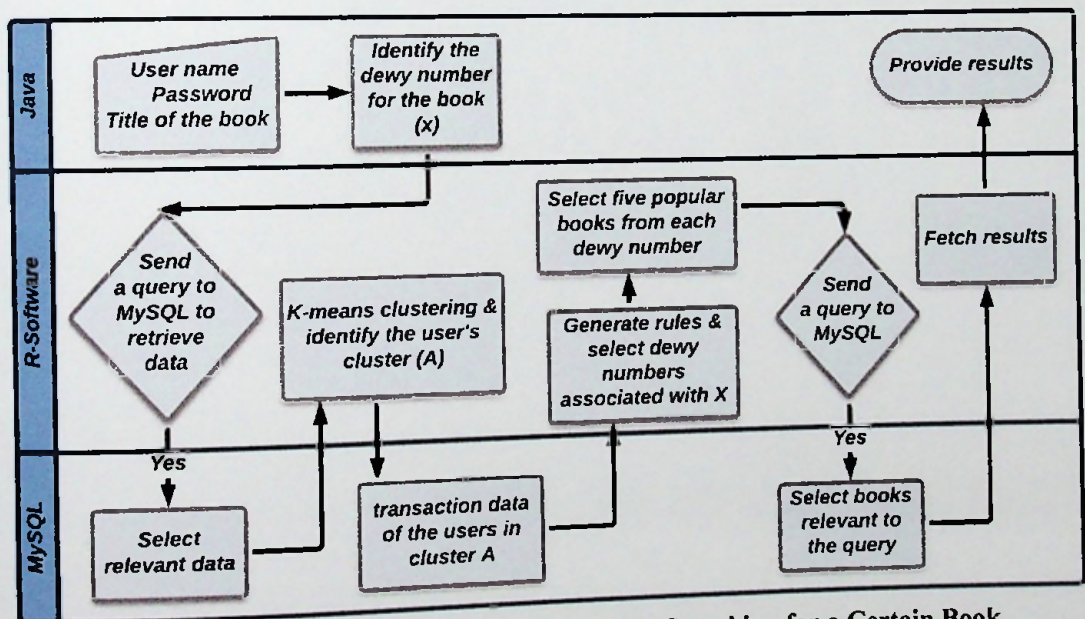 Java
User name
Password
Title of the book
Identify the
dewy number
for the book
(x)
Provide results
R-Software
Send
a query to
MySQL to
retrieve
data
K-means clustering &
identify the user's
cluster (A)
Select five popular
books from each
dewy number
Generate rules &
select dewy
numbers
associated with X
Send
a query to
MySQL
Fetch results
MySQL
Yes
Select
relevant data
transaction data
of the users in
cluster A
Yes
Select books
relevant to
the query
for a Certain Book